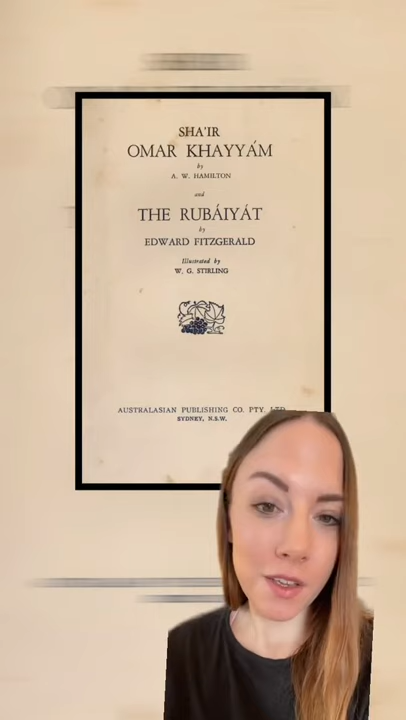 SHA'IR
OMAR KHAYYÁM
by
A. W. HAMILTON
and
THE RUBÁIYÁT
by
EDWARD FITZGERALD
Illustrated by
W. G. STIRLING
AUSTRALASIAN PUBLISHING CO. PTY. LTD.
SYDNEY, N.S.W.